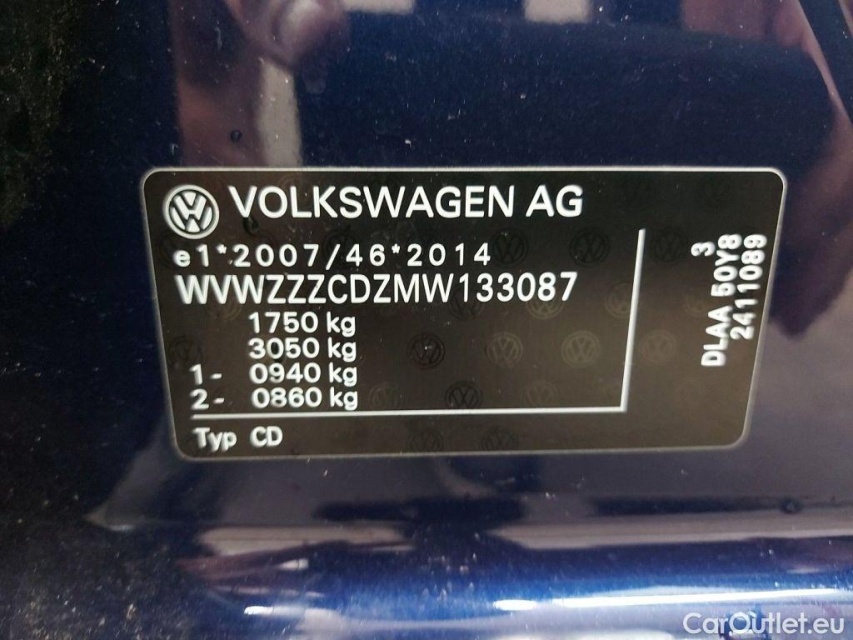 VOLKSWAGEN AG
e1*2007/46*2014
WVWZZZCDZMW133087
1750 kg
3050 kg
1- 0940 kg
2- 0860 kg
Typ CD
3
DLAA 50Y8
2411089
CarOutlet.eu